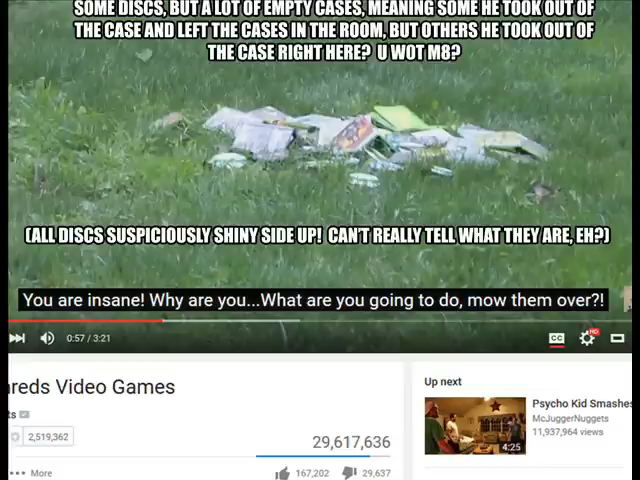 SOME DISCS, BUT A LOT OF EMPTY CASES, MEANING SOME HE TOOK OUT OF
THE CASE AND LEFT THE CASES IN THE ROOM, BUT OTHERS HE TOOK OUT OF
THE CASE RIGHT HERE? U WOT M8?
(ALL DISCS SUSPICIOUSLY SHINY SIDE UP! CAN'T REALLY TELL WHAT THEY ARE, EH?)
You are insane! Why are you...What are you going to do, mow them over?!
0:57 / 3:21
CC
HD
reds Video Games
ts
2,519,362
29,617,636
More
167,202
29,637
Up next
Psycho Kid Smashes
McJuggerNuggets
11,937,964 views
4:25